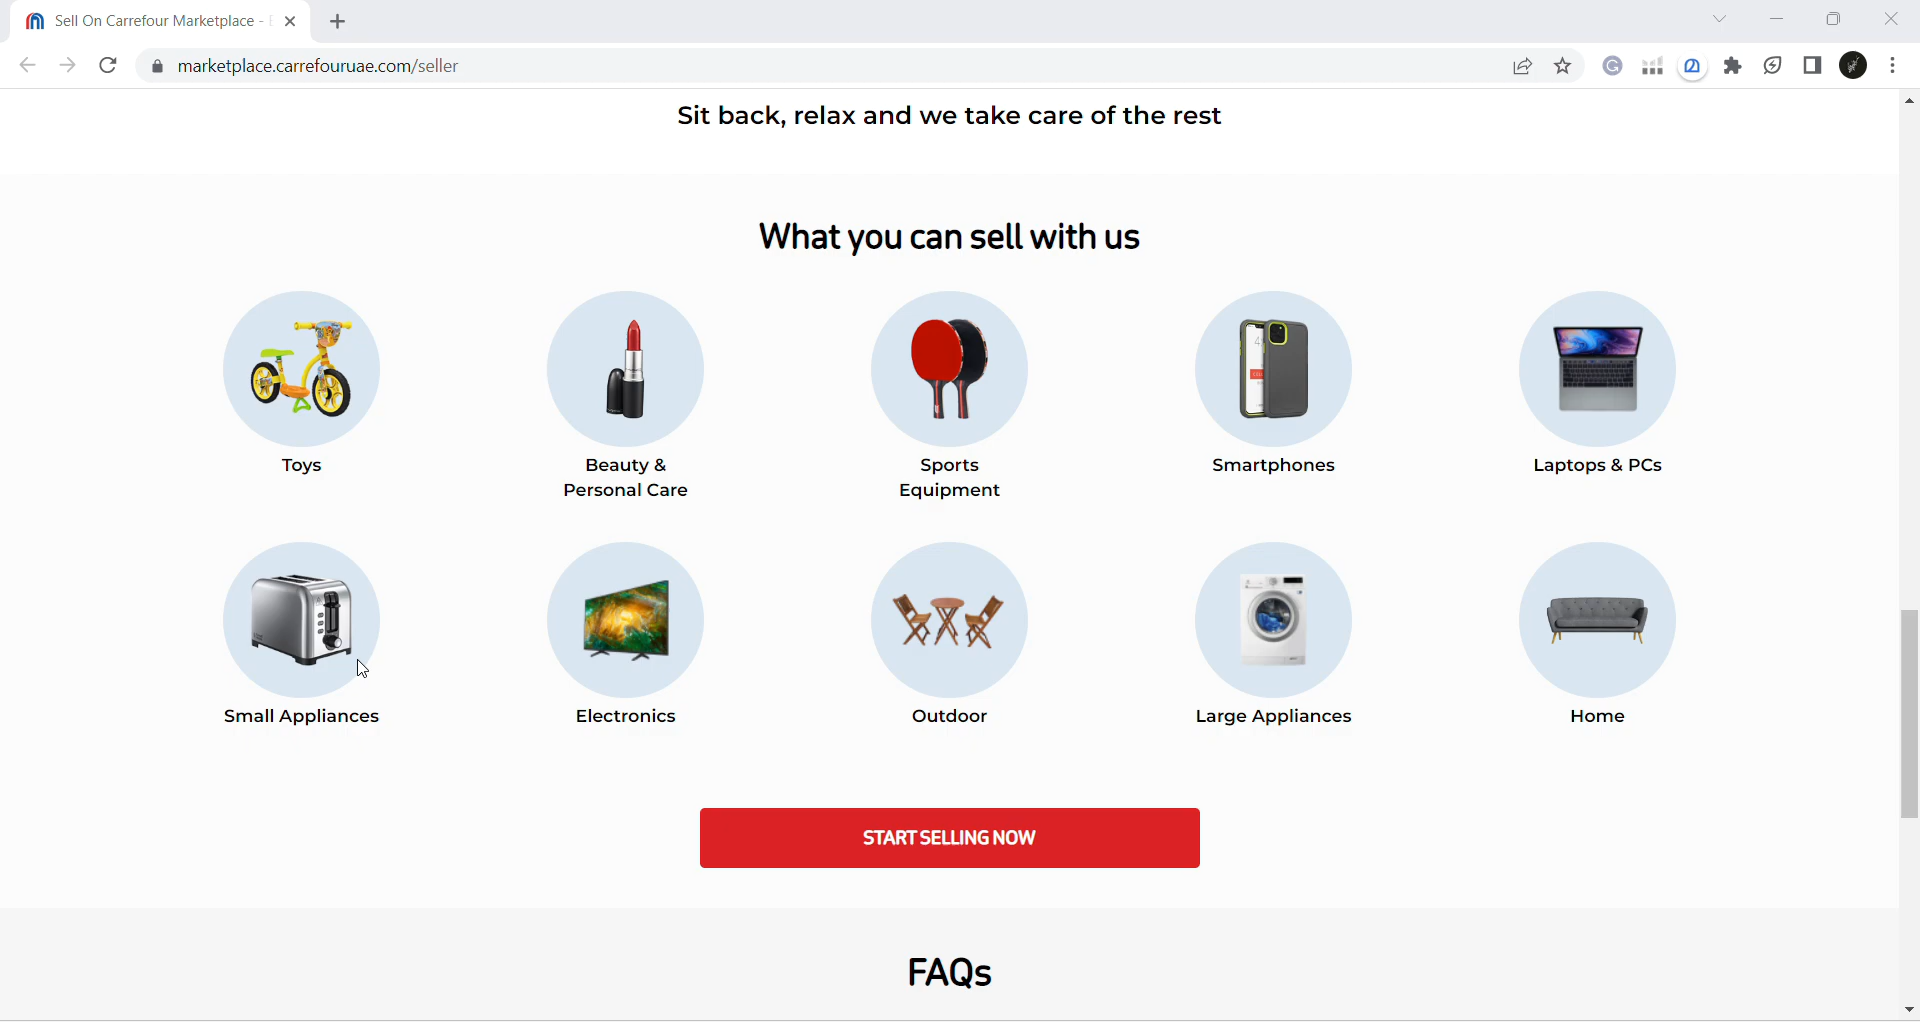 Sell On Carrefour Marketplace -
marketplace.carrefouruae.com/seller
Sit back, relax and we take care of the rest
What you can sell with us
Toys
Beauty &
Personal Care
Sports
Equipment
Smartphones
Laptops & PCs
Small Appliances
Electronics
Outdoor
Large Appliances
Home
START SELLING NOW
FAQs